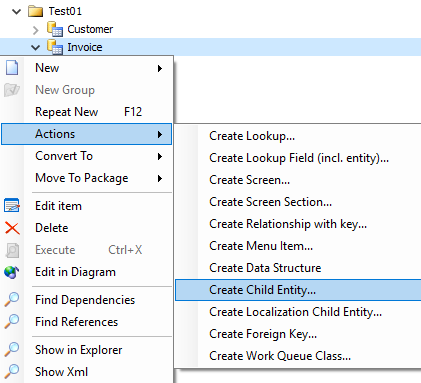 Test01
Customer
Invoice
New
New Group
Repeat New F12
Actions
Convert To
Move To Package
Edit item
Delete
Execute Ctrl+X
Edit in Diagram
Find Dependencies
Find References
Show in Explorer
Show Xml
Create Lookup...
Create Lookup Field (incl. entity)...
Create Screen...
Create Screen Section...
Create Relationship with key...
Create Menu Item...
Create Data Structure
Create Child Entity...
Create Localization Child Entity...
Create Foreign Key...
Create Work Queue Class...